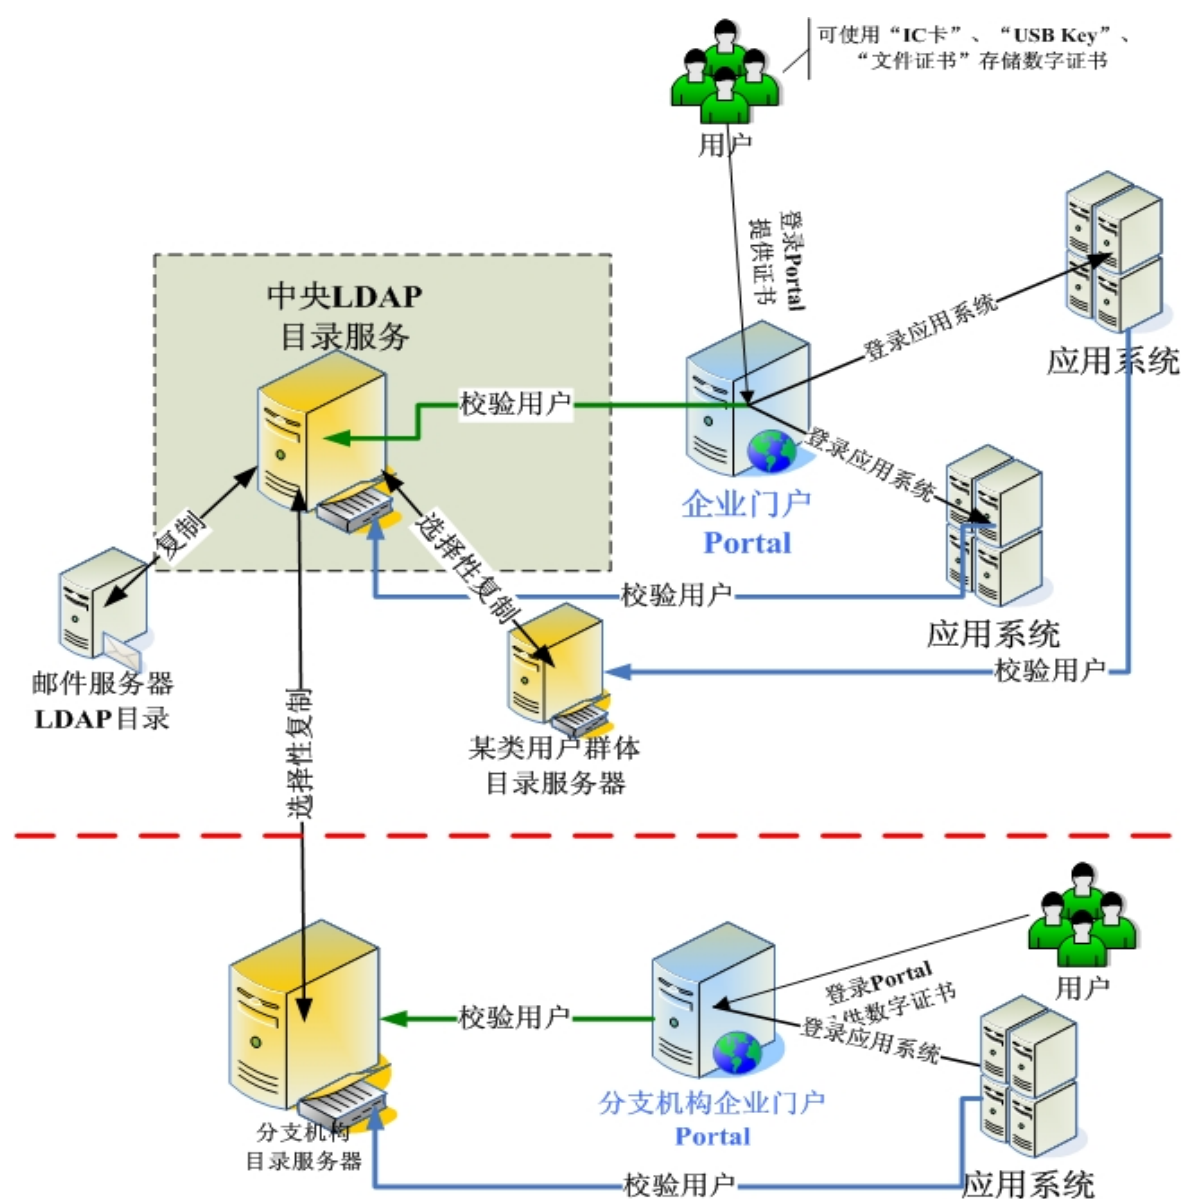 可使用“IC卡”、“USB Key”、
“文件证书”存储数字证书
用户
登录Portal
提供证书
中央LDAP
目录服务
登录应用系统
应用系统
校验用户
登录应用系统
企业门户
Portal
复制
选择性复制
校验用户
应用系统
校验用户
邮件服务器
LDAP目录
选择性复制
某类用户群体
目录服务器
用户
登录Portal
供数字证书
登录应用系统
校验用户
分支机构企业门户
Portal
分支机构
目录服务器
校验用户
应用系统